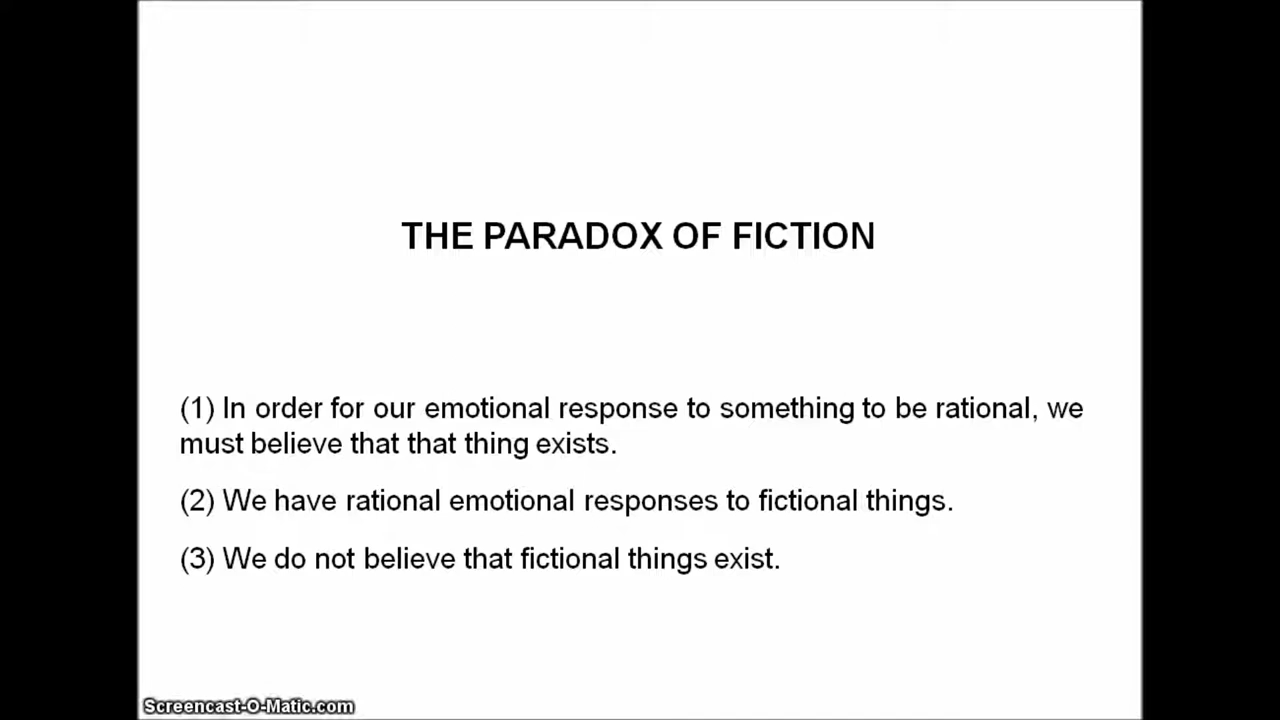 THE PARADOX OF FICTION
(1) In order for our emotional response to something to be rational, we
must believe that that thing exists.
(2) We have rational emotional responses to fictional things.
(3) We do not believe that fictional things exist.
Screencast-O-Matic.com